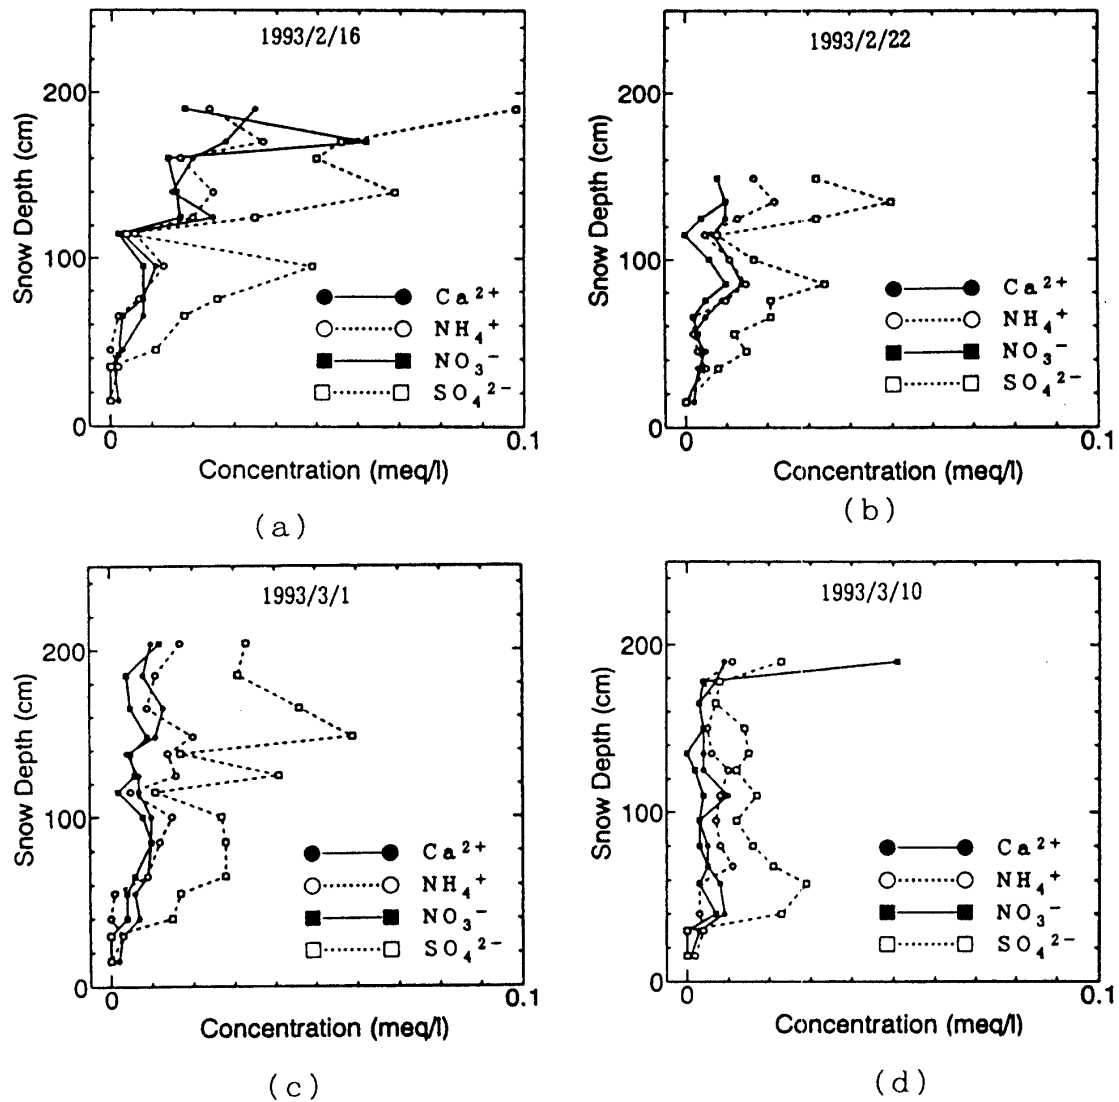 1993/2/16
200
100
0
Snow Depth (cm)
Ca²⁺
NH₄⁺
NO₃⁻
SO₄²⁻
0
0.1
Concentration (meq/l)
(a)
1993/2/22
200
100
0
Snow Depth (cm)
Ca²⁺
NH₄⁺
NO₃⁻
SO₄²⁻
0
0.1
Concentration (meq/l)
(b)
1993/3/1
200
100
0
Snow Depth (cm)
Ca²⁺
NH₄⁺
NO₃⁻
SO₄²⁻
0
0.1
Concentration (meq/l)
(c)
1993/3/10
200
100
0
Snow Depth (cm)
Ca²⁺
NH₄⁺
NO₃⁻
SO₄²⁻
0
0.1
Concentration (meq/l)
(d)